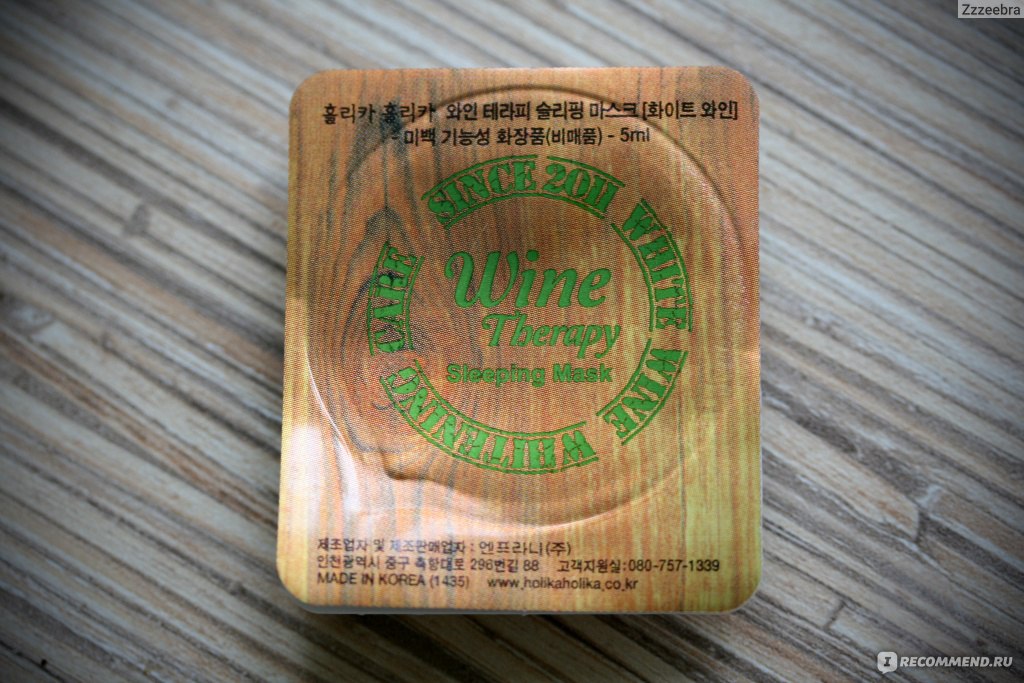 Zzzeebra
홀리카 홀리카 와인 테라피 슬리핑 마스크 [화이트 와인]
미백 기능성 화장품(비매품) - 5ml
SINCE 2011 WHITE WINE WHITENING CARE
Wine
Therapy
Sleeping Mask
제조업자 및 제조판매업자 : 엔프라니(주)
인천광역시 중구 축항대로 296번길 88 고객지원실:080-757-1339
MADE IN KOREA (1435) www.holikaholika.co.kr
IRECOMMEND.RU